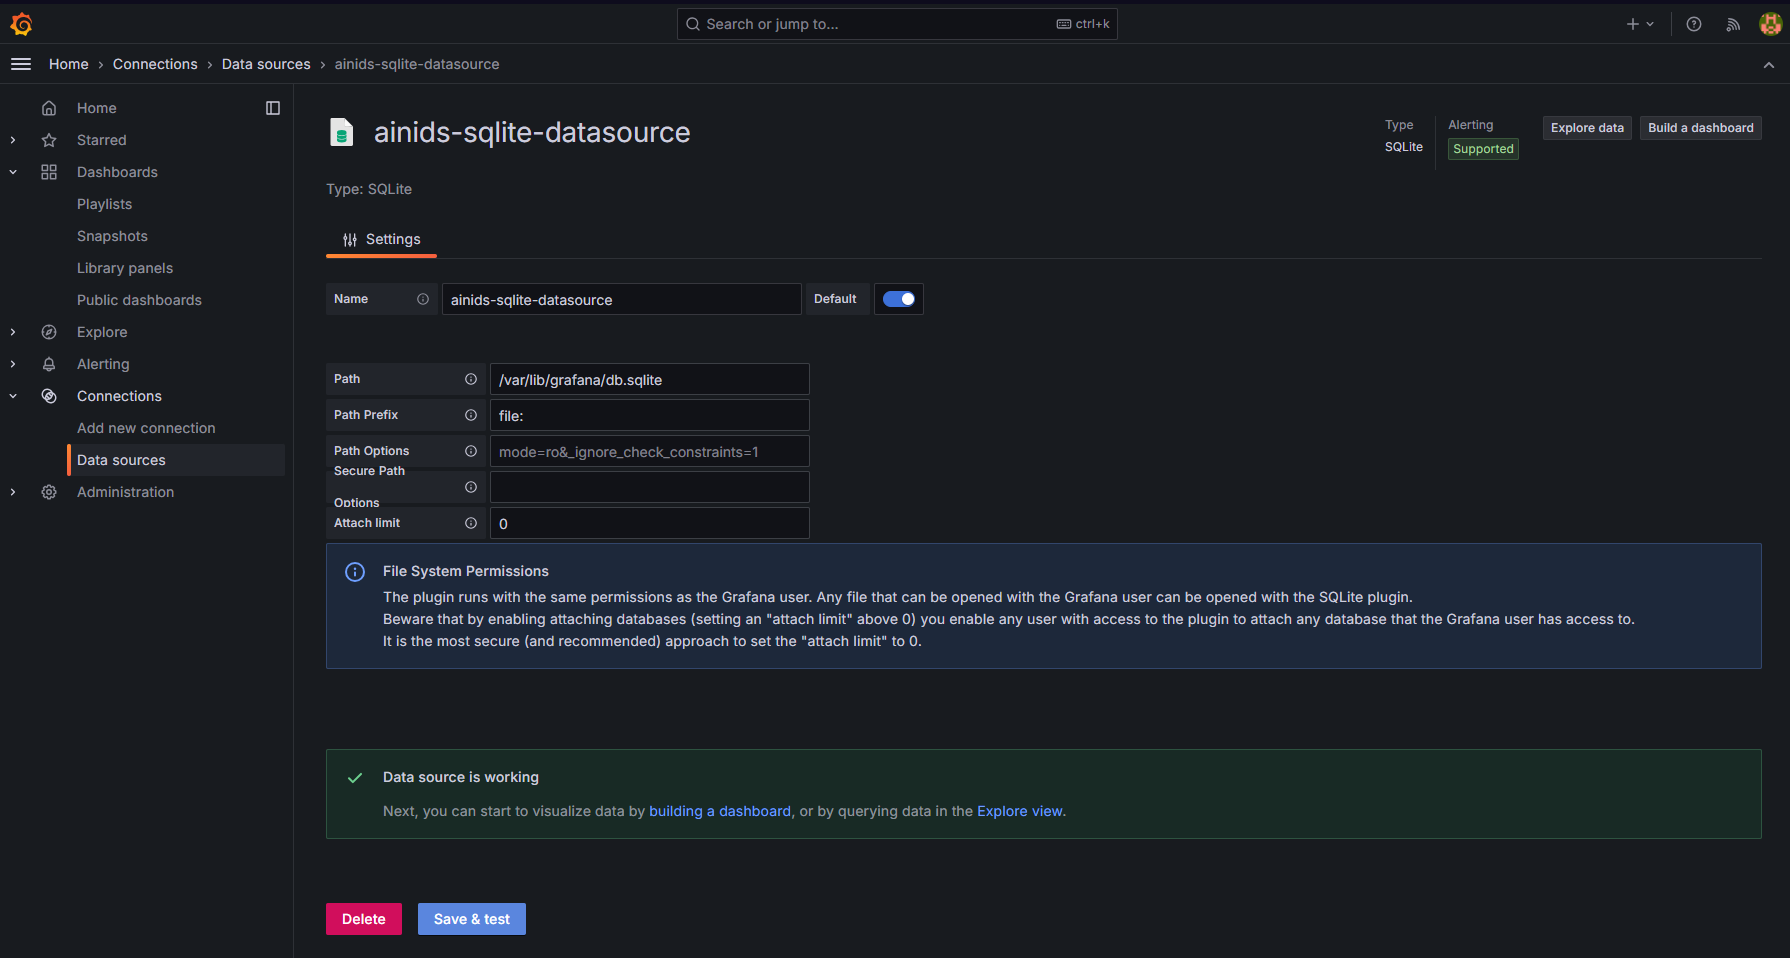 Search or jump to...
ctrl+k
Home › Connections › Data sources › ainids-sqlite-datasource
Home
Starred
Dashboards
Playlists
Snapshots
Library panels
Public dashboards
Explore
Alerting
Connections
Add new connection
Data sources
Administration
ainids-sqlite-datasource
Type
SQLite
Alerting
Supported
Explore data
Build a dashboard
Type: SQLite
Settings
Name
ainids-sqlite-datasource
Default
Path
/var/lib/grafana/db.sqlite
Path Prefix
file:
Path Options
mode=ro&_ignore_check_constraints=1
Secure Path
Options
Attach limit
0
File System Permissions
The plugin runs with the same permissions as the Grafana user. Any file that can be opened with the Grafana user can be opened with the SQLite plugin.
Beware that by enabling attaching databases (setting an "attach limit" above 0) you enable any user with access to the plugin to attach any database that the Grafana user has access to.
It is the most secure (and recommended) approach to set the "attach limit" to 0.
Data source is working
Next, you can start to visualize data by building a dashboard, or by querying data in the Explore view.
Delete
Save & test